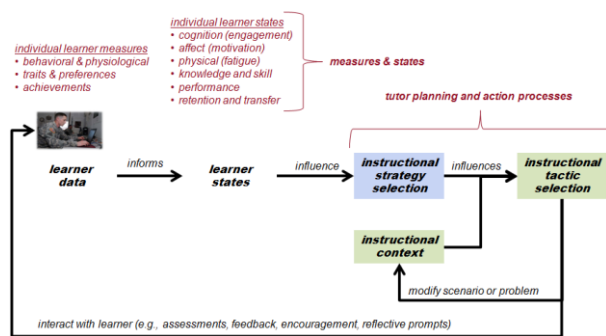 individual learner measures
• behavioral & physiological
• traits & preferences
• achievements
individual learner states
• cognition (engagement)
• affect (motivation)
• physical (fatigue)
• knowledge and skill
• performance
• retention and transfer
measures & states
tutor planning and action processes
learner
data
informs
learner
states
influence
instructional
strategy
selection
influences
instructional
tactic
selection
instructional
context
modify scenario or problem
interact with learner (e.g., assessments, feedback, encouragement, reflective prompts)